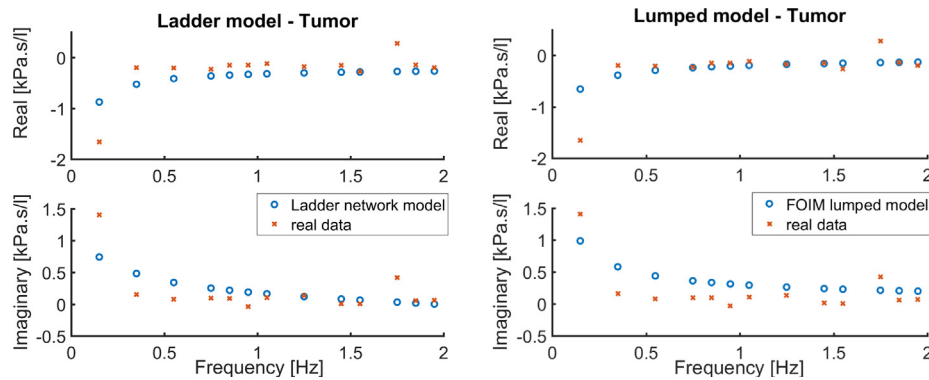 Ladder model - Tumor
Real [kPa.s/l]
0
-1
-2
0 0.5 1 1.5 2
Imaginary [kPa.s/l]
1.5
1
0.5
0
-0.5
0 0.5 1 1.5 2
Frequency [Hz]
Ladder network model
real data
Lumped model - Tumor
Real [kPa.s/l]
0
-1
-2
0 0.5 1 1.5 2
Imaginary [kPa.s/l]
1.5
1
0.5
0
-0.5
0 0.5 1 1.5 2
Frequency [Hz]
FOIM lumped model
real data